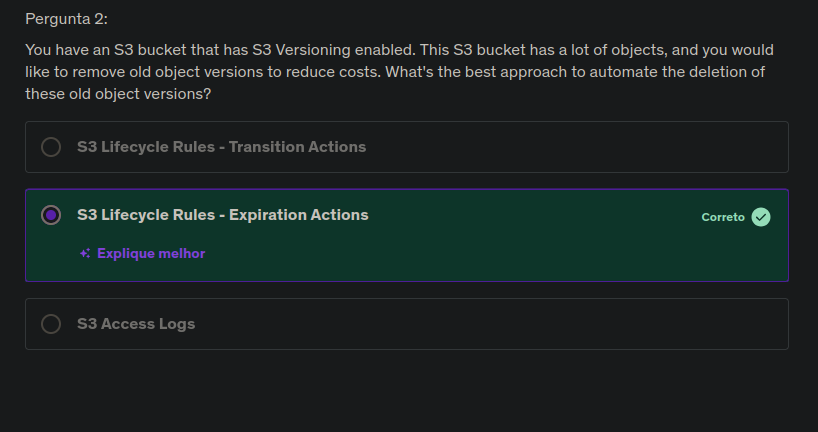 Pergunta 2:
You have an S3 bucket that has S3 Versioning enabled. This S3 bucket has a lot of objects, and you would
like to remove old object versions to reduce costs. What's the best approach to automate the deletion of
these old object versions?
S3 Lifecycle Rules - Transition Actions
S3 Lifecycle Rules - Expiration Actions
Correto
Explique melhor
S3 Access Logs